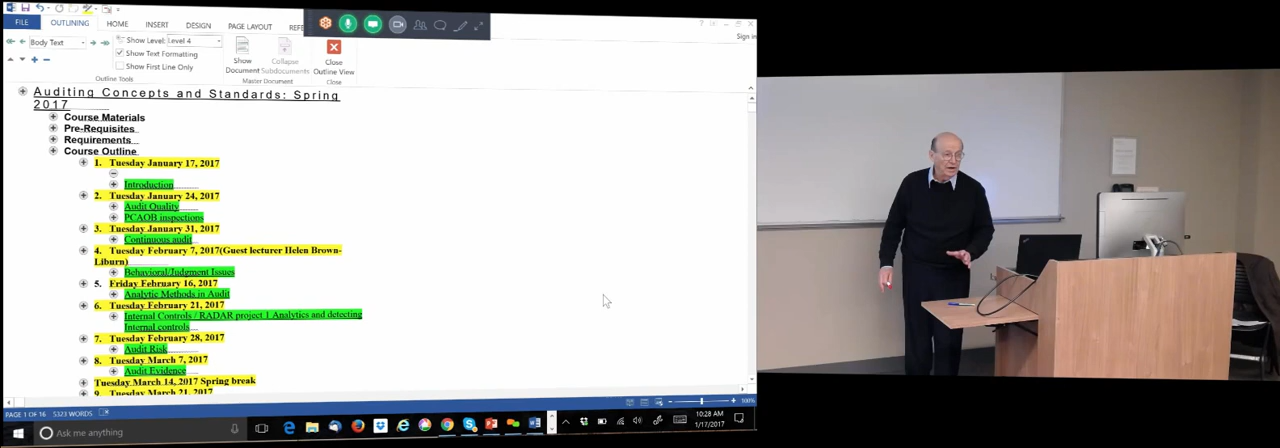 FILE OUTLINING HOME INSERT DESIGN PAGE LAYOUT REFE
Sign in
Body Text
Show Level: Level 4
Show Text Formatting
Show First Line Only
Outline Tools
Show Document
Collapse Subdocuments
Master Document
Close Outline View
Close
Auditing Concepts and Standards: Spring
2017
Course Materials
Pre-Requisites
Requirements
Course Outline
1. Tuesday January 17, 2017
Introduction
2. Tuesday January 24, 2017
Audit Quality
PCAOB inspections
3. Tuesday January 31, 2017
Continuous audit
4. Tuesday February 7, 2017(Guest lecturer Helen Brown-
Liburn)
Behavioral/Judgment Issues
5. Friday February 16, 2017
Analytic Methods in Audit
6. Tuesday February 21, 2017
Internal Controls / RADAR project 1 Analytics and detecting
Internal controls
7. Tuesday February 28, 2017
Audit Risk
8. Tuesday March 7, 2017
Audit Evidence
Tuesday March 14, 2017 Spring break
9. Tuesday March 21, 2017
PAGE 1 OF 16 5323 WORDS
100%
Ask me anything
10:28 AM
1/17/2017